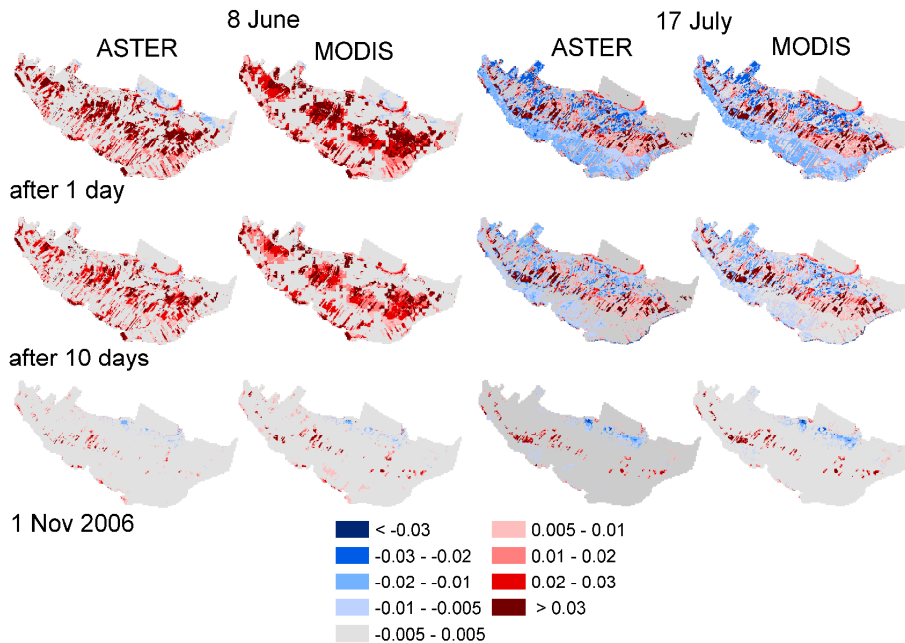 8 June
17 July
ASTER
MODIS
ASTER
MODIS
after 1 day
after 10 days
1 Nov 2006
< -0.03
-0.03 - -0.02
-0.02 - -0.01
-0.01 - -0.005
-0.005 - 0.005
0.005 - 0.01
0.01 - 0.02
0.02 - 0.03
> 0.03